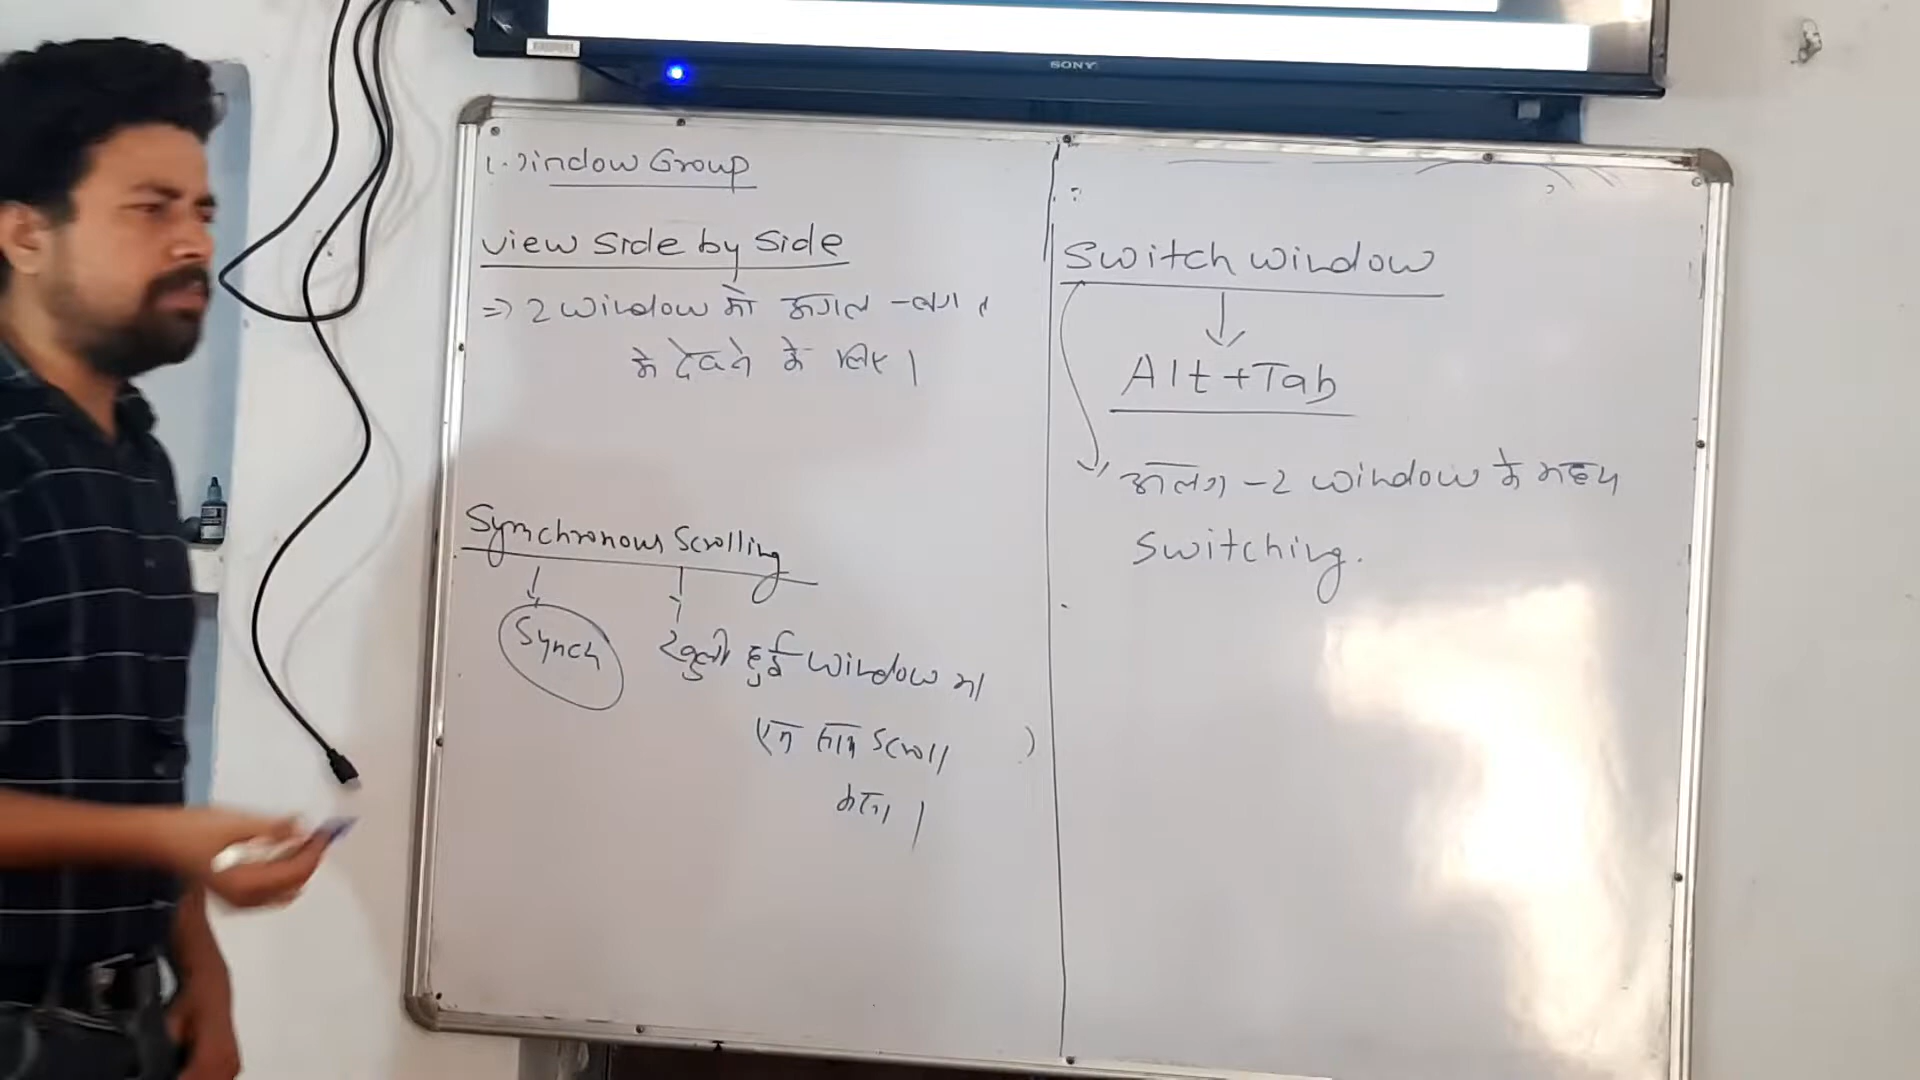 SONY
Window Group
View Side by Side
⇒ 2 window को अगल-बगल
में देखने के लिए।
Synchronous Scrolling
Synch
खुली हुई window का
एक साथ Scroll
करना।
Switch window
Alt+Tab
अलग-2 window के मध्य
Switching.